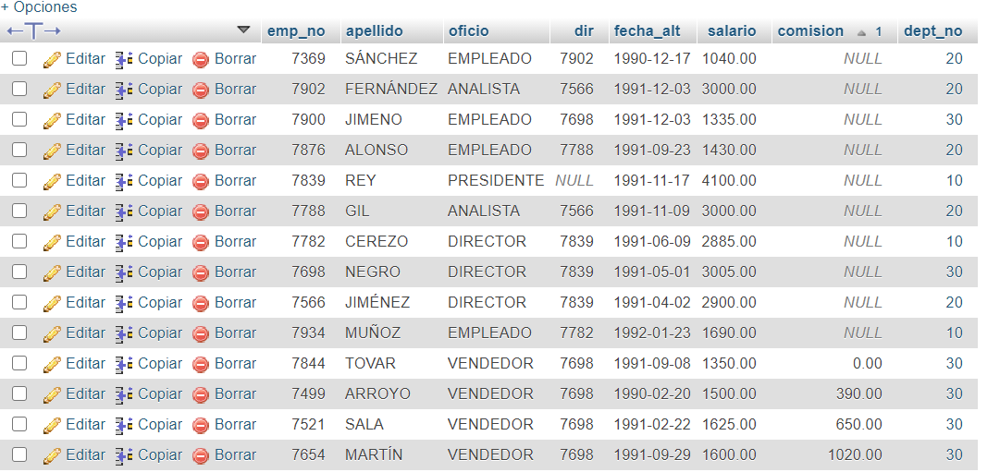 + Opciones
←T→ emp_no apellido oficio dir fecha_alt salario comision 1 dept_no
Editar Copiar Borrar 7369 SÁNCHEZ EMPLEADO 7902 1990-12-17 1040.00 NULL 20
Editar Copiar Borrar 7902 FERNÁNDEZ ANALISTA 7566 1991-12-03 3000.00 NULL 20
Editar Copiar Borrar 7900 JIMENO EMPLEADO 7698 1991-12-03 1335.00 NULL 30
Editar Copiar Borrar 7876 ALONSO EMPLEADO 7788 1991-09-23 1430.00 NULL 20
Editar Copiar Borrar 7839 REY PRESIDENTE NULL 1991-11-17 4100.00 NULL 10
Editar Copiar Borrar 7788 GIL ANALISTA 7566 1991-11-09 3000.00 NULL 20
Editar Copiar Borrar 7782 CEREZO DIRECTOR 7839 1991-06-09 2885.00 NULL 10
Editar Copiar Borrar 7698 NEGRO DIRECTOR 7839 1991-05-01 3005.00 NULL 30
Editar Copiar Borrar 7566 JIMÉNEZ DIRECTOR 7839 1991-04-02 2900.00 NULL 20
Editar Copiar Borrar 7934 MUÑOZ EMPLEADO 7782 1992-01-23 1690.00 NULL 10
Editar Copiar Borrar 7844 TOVAR VENDEDOR 7698 1991-09-08 1350.00 0.00 30
Editar Copiar Borrar 7499 ARROYO VENDEDOR 7698 1990-02-20 1500.00 390.00 30
Editar Copiar Borrar 7521 SALA VENDEDOR 7698 1991-02-22 1625.00 650.00 30
Editar Copiar Borrar 7654 MARTÍN VENDEDOR 7698 1991-09-29 1600.00 1020.00 30